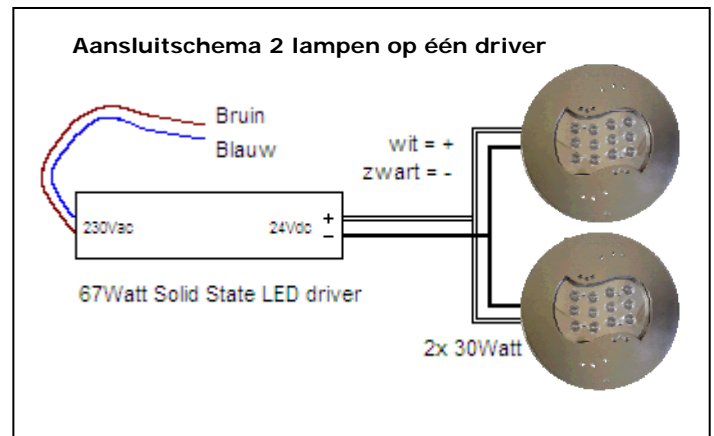 Aansluitschema 2 lampen op één driver
Bruin
Blauw
wit = +
zwart = -
230Vac
24Vdc
+
−
67Watt Solid State LED driver
2x 30Watt